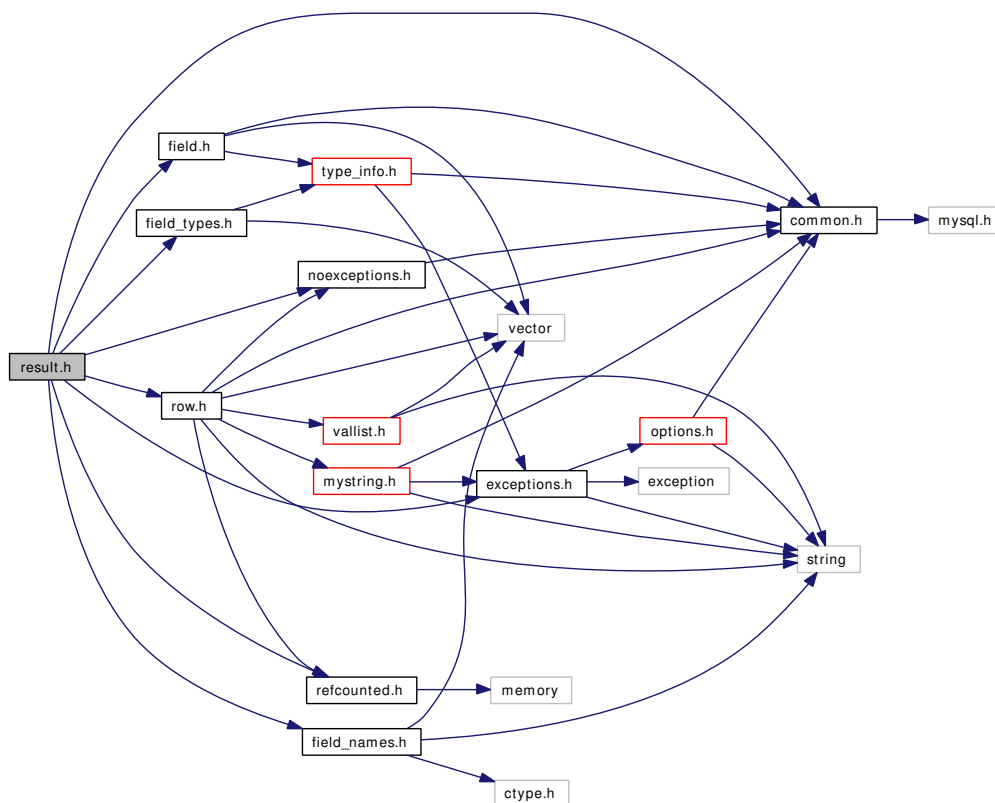 field.h
type_info.h
field_types.h
common.h
mysql.h
noexceptions.h
vector
result.h
row.h
vallist.h
options.h
mystring.h
exceptions.h
exception
string
refcounted.h
memory
field_names.h
ctype.h